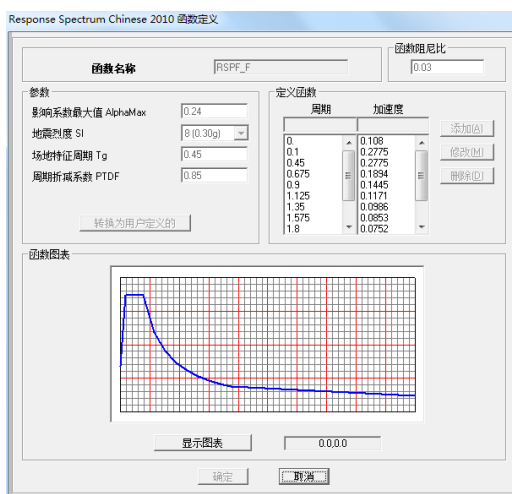 Response Spectrum Chinese 2010 函数定义
函数名称
RSPF_F
函数阻尼比
0.03
参数
影响系数最大值 AlphaMax
0.24
地震烈度 SI
8 (0.30g)
场地特征周期 Tg
0.45
周期折减系数 PTDF
0.85
转换为用户定义的
定义函数
周期 加速度
0. 0.108
0.1 0.2775
0.45 0.2775
0.675 0.1894
0.9 0.1445
1.125 0.1171
1.35 0.0986
1.575 0.0853
1.8 0.0752
添加(A)
修改(M)
删除(D)
函数图表
显示图表
0.0,0.0
确定
取消